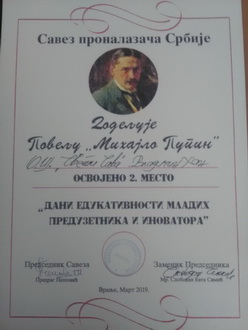 Савез проналазача Србије
Додељује
Повељу „Михајло Пупин"
ОСВОЈЕНО 2. МЕСТО
„ДАНИ ЕДУКАТИВНОСТИ МЛАДИХ
ПРЕДУЗЕТНИКА И ИНОВАТОРА"
Председник Савеза
Заменик Председника
Врање, Март 2019.